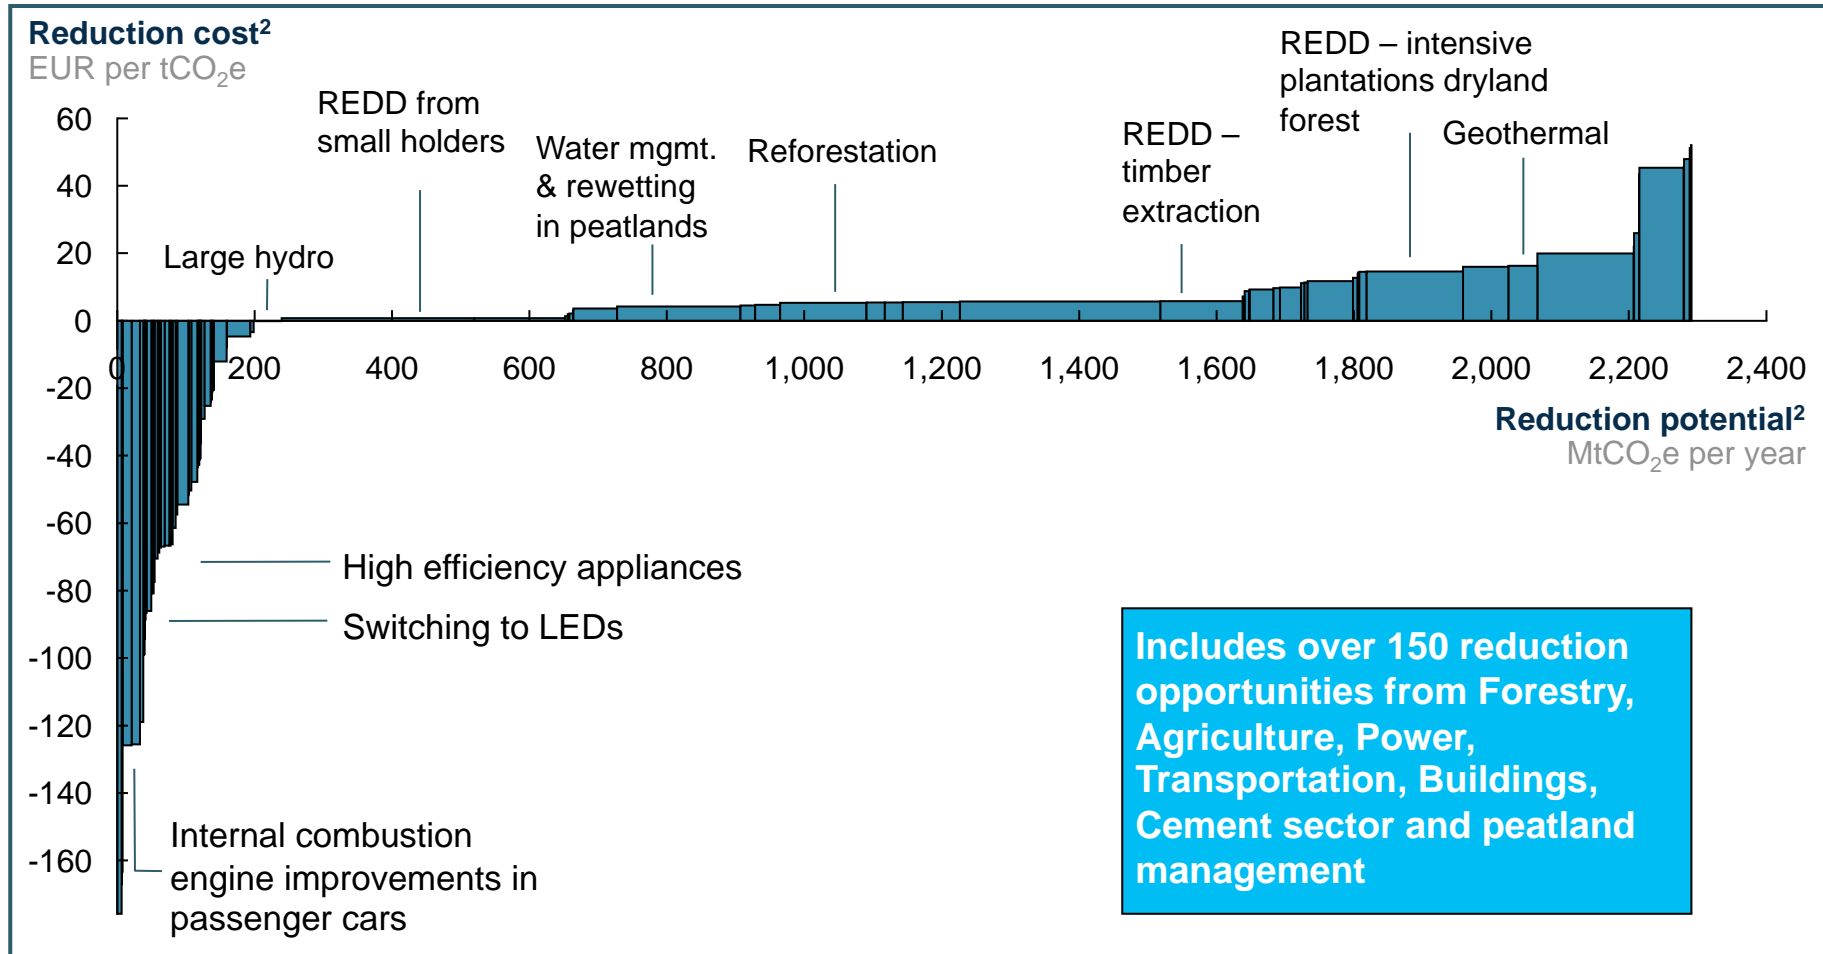 Reduction cost²
EUR per tCO₂e
60
40
20
0
-20
-40
-60
-80
-100
-120
-140
-160
Large hydro
REDD from
small holders
Water mgmt.
& rewetting
in peatlands
Reforestation
REDD –
timber
extraction
REDD – intensive
plantations dryland
forest
Geothermal
0 200 400 600 800 1,000 1,200 1,400 1,600 1,800 2,000 2,200 2,400
Reduction potential²
MtCO₂e per year
High efficiency appliances
Switching to LEDs
Internal combustion
engine improvements in
passenger cars
Includes over 150 reduction
opportunities from Forestry,
Agriculture, Power,
Transportation, Buildings,
Cement sector and peatland
management